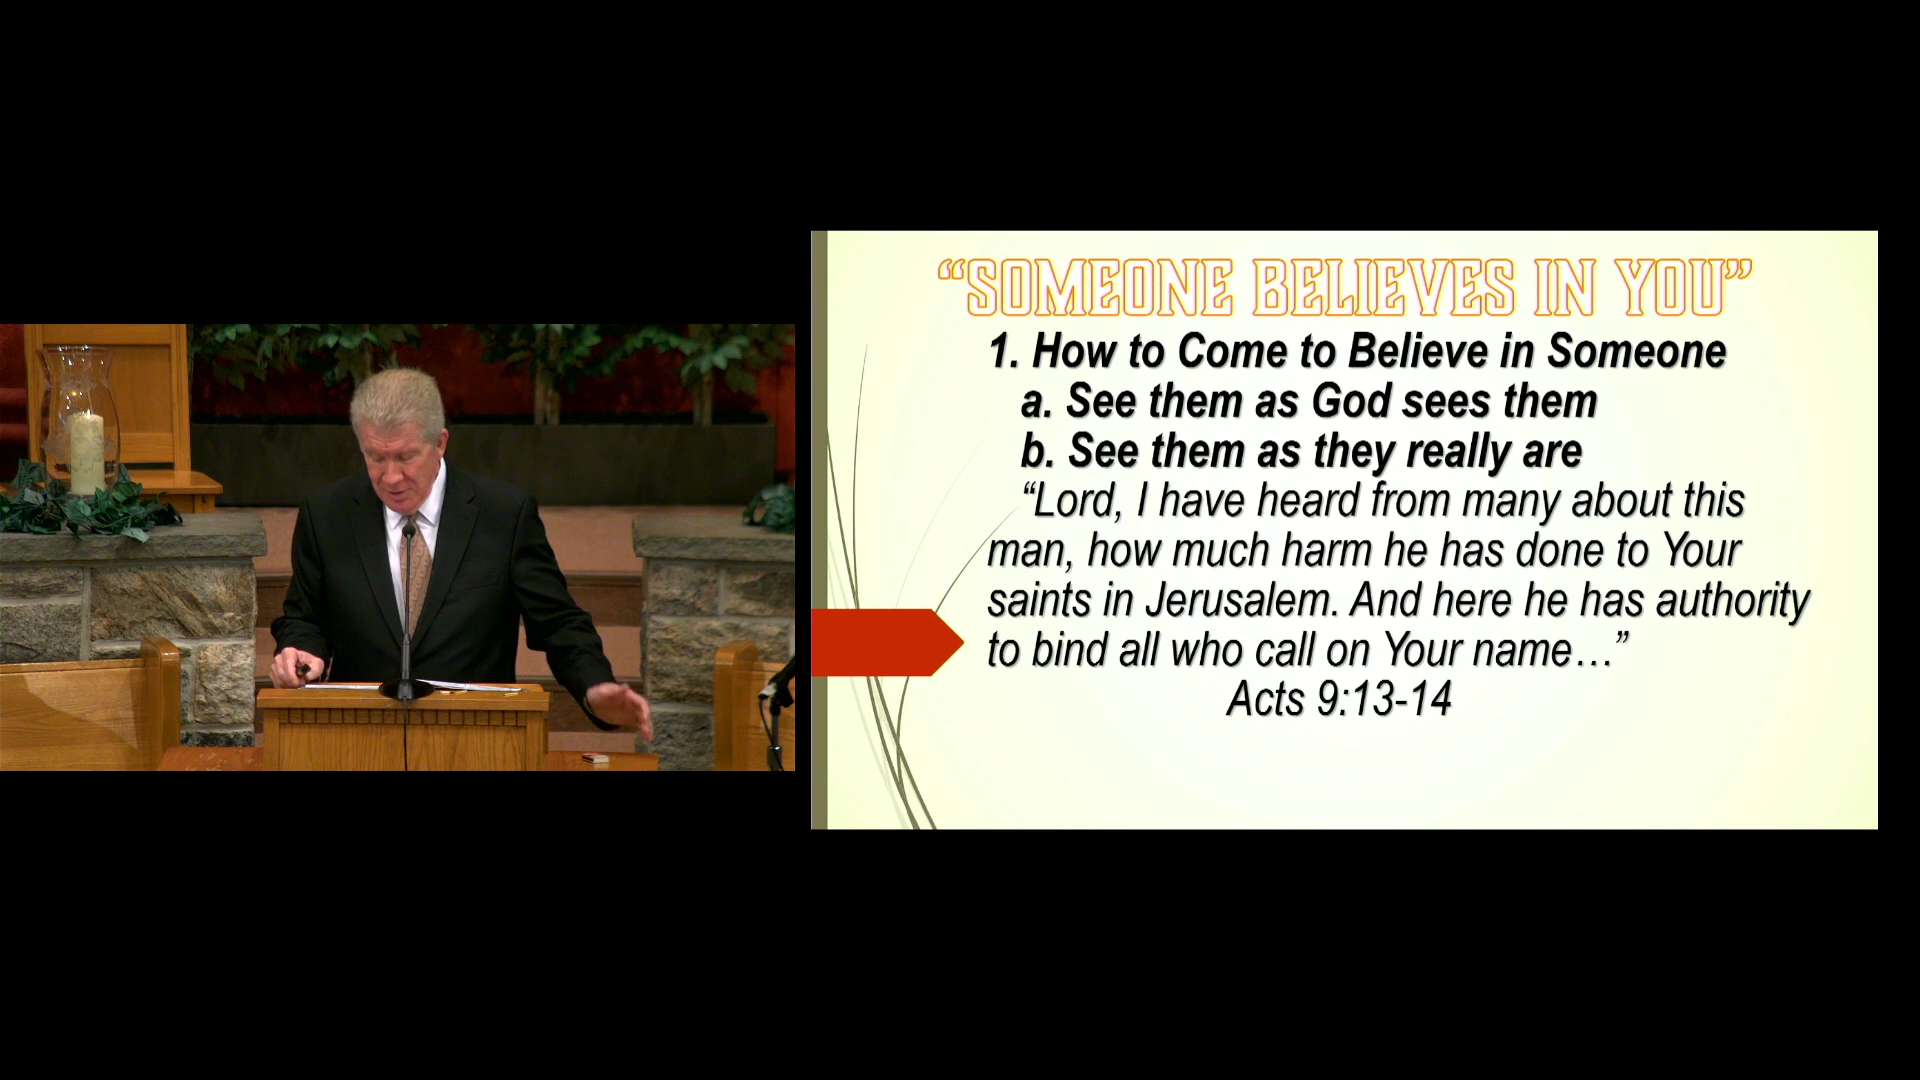 “SOMEONE BELIEVES IN YOU”
1. How to Come to Believe in Someone
a. See them as God sees them
b. See them as they really are
“Lord, I have heard from many about this
man, how much harm he has done to Your
saints in Jerusalem. And here he has authority
to bind all who call on Your name…”
Acts 9:13-14